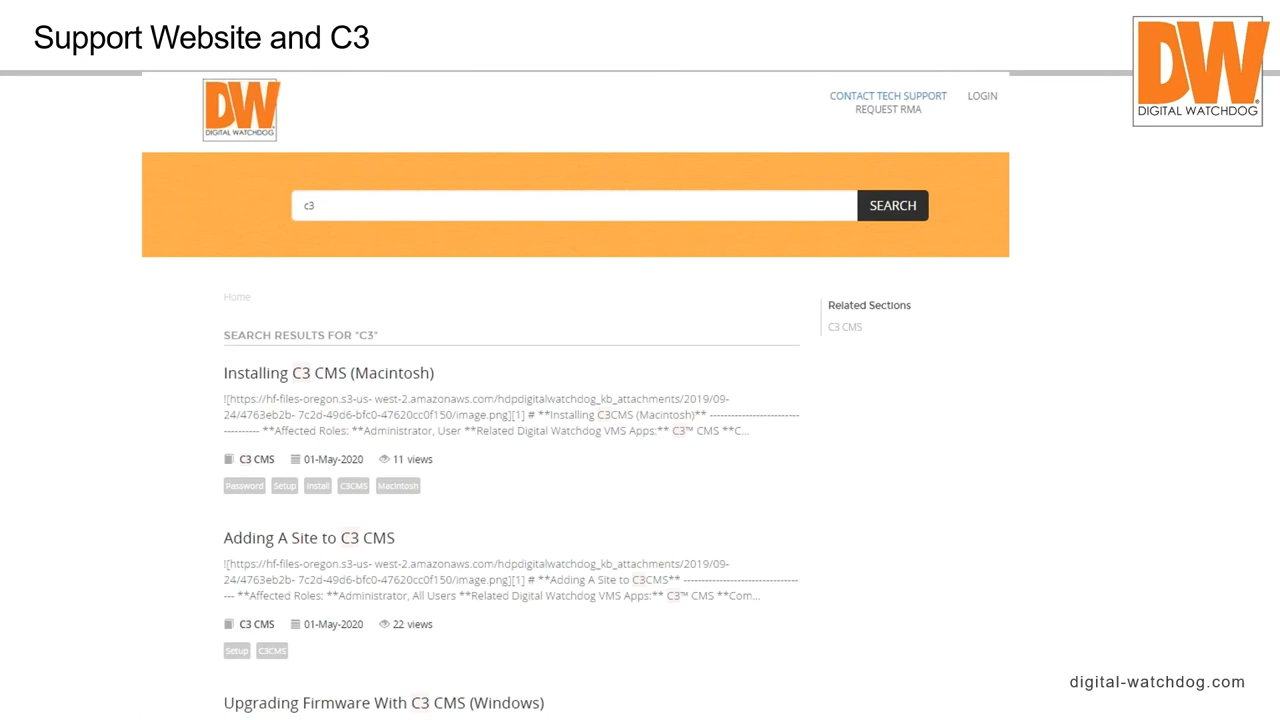 Support Website and C3
DW
DIGITAL WATCHDOG
DW
DIGITAL WATCHDOG
CONTACT TECH SUPPORT
LOGIN
REQUEST RMA
c3
SEARCH
Home
Related Sections
C3 CMS
SEARCH RESULTS FOR "C3"
Installing C3 CMS (Macintosh)
![https://hf-files-oregon.s3-us- west-2.amazonaws.com/hdpdigitalwatchdog_kb_attachments/2019/09-
24/4763eb2b- 7c2d-49d6-bfc0-47620cc0f150/image.png][1] # **Installing C3CMS (Macintosh)** -------------------------
---------- **Affected Roles: **Administrator, User **Related Digital Watchdog VMS Apps:** C3™ CMS **C...
C3 CMS 01-May-2020 11 views
Password Setup Install C3CMS Macintosh
Adding A Site to C3 CMS
![https://hf-files-oregon.s3-us- west-2.amazonaws.com/hdpdigitalwatchdog_kb_attachments/2019/09-
24/4763eb2b- 7c2d-49d6-bfc0-47620cc0f150/image.png][1] # **Adding A Site to C3CMS** --------------------------------
--- **Affected Roles: **Administrator, All Users **Related Digital Watchdog VMS Apps:** C3™ CMS **Com...
C3 CMS 01-May-2020 22 views
Setup C3CMS
Upgrading Firmware With C3 CMS (Windows)
digital-watchdog.com